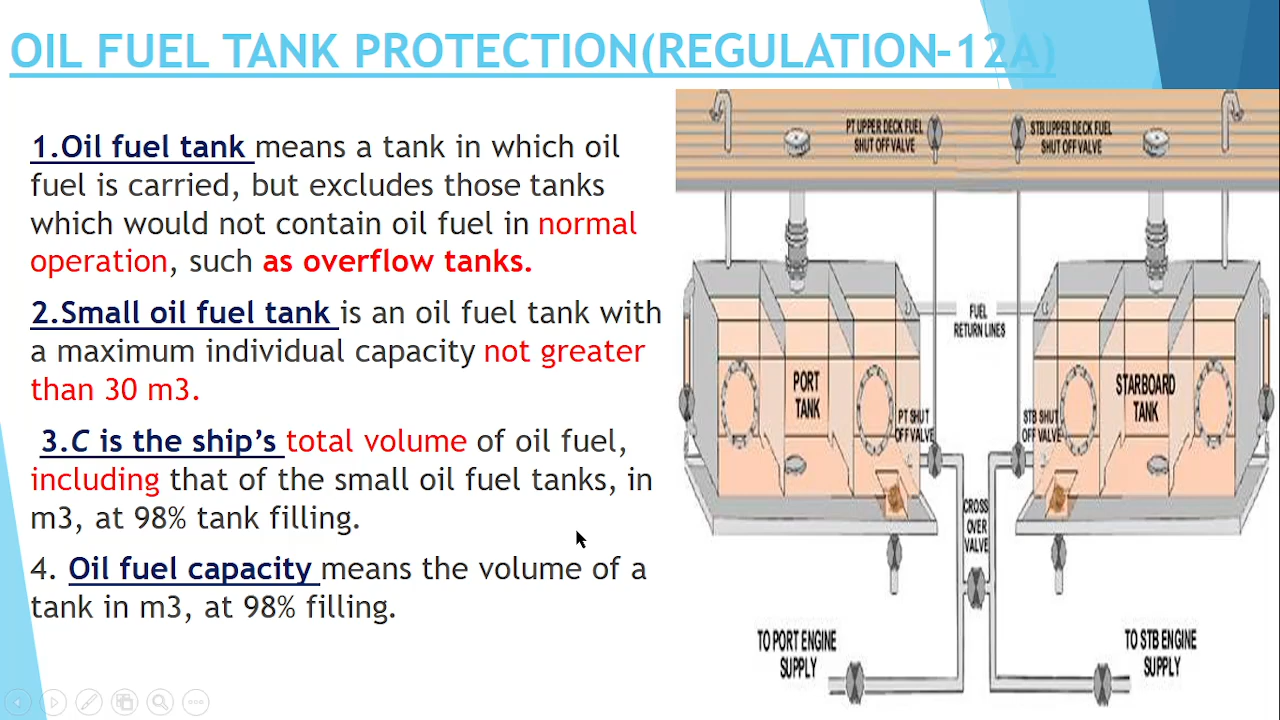 OIL FUEL TANK PROTECTION(REGULATION-12A)
1.Oil fuel tank means a tank in which oil
fuel is carried, but excludes those tanks
which would not contain oil fuel in normal
operation, such as overflow tanks.
2.Small oil fuel tank is an oil fuel tank with
a maximum individual capacity not greater
than 30 m3.
3.C is the ship's total volume of oil fuel,
including that of the small oil fuel tanks, in
m3, at 98% tank filling.
4. Oil fuel capacity means the volume of a
tank in m3, at 98% filling.
PT UPPER DECK FUEL
SHUT OFF VALVE
STB UPPER DECK FUEL
SHUT OFF VALVE
FUEL
RETURN LINES
PORT
TANK
STARBOARD
TANK
PT SHUT
OFF VALVE
STB SHUT
OFF VALVE
CROSS
OVER
VALVE
TO PORT ENGINE
SUPPLY
TO STB ENGINE
SUPPLY